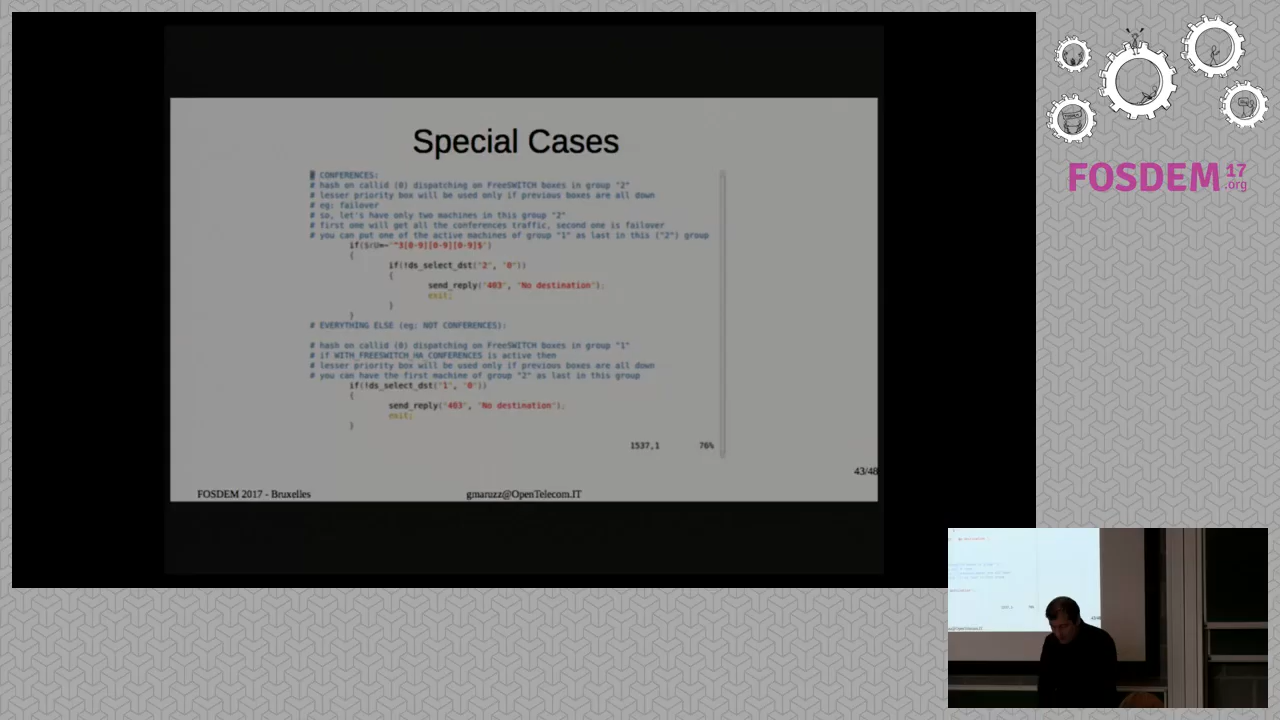 Special Cases
# CONFERENCES:
# hash on callid (0) dispatching on FreeSWITCH boxes in group "2"
# lesser priority box will be used only if previous boxes are all down
# eg: failover
# so, let's have only two machines in this group "2"
# first one will get all the conferences traffic, second one is failover
# you can put one of the active machines of group "1" as last in this ("2") group
if($rU=~"^3[0-9][0-9][0-9]$")
{
if(!ds_select_dst("2", "0"))
{
send_reply("403", "No destination");
exit;
}
}
# EVERYTHING ELSE (eg: NOT CONFERENCES):
# hash on callid (0) dispatching on FreeSWITCH boxes in group "1"
# if WITH_FREESWITCH_HA_CONFERENCES is active then
# lesser priority box will be used only if previous boxes are all down
# you can have the first machine of group "2" as last in this group
if(!ds_select_dst("1", "0"))
{
send_reply("403", "No destination");
exit;
}
1537,1 76%
43/48
FOSDEM 2017 - Bruxelles gmaruzz@OpenTelecom.IT
FOSDEM 17 .org